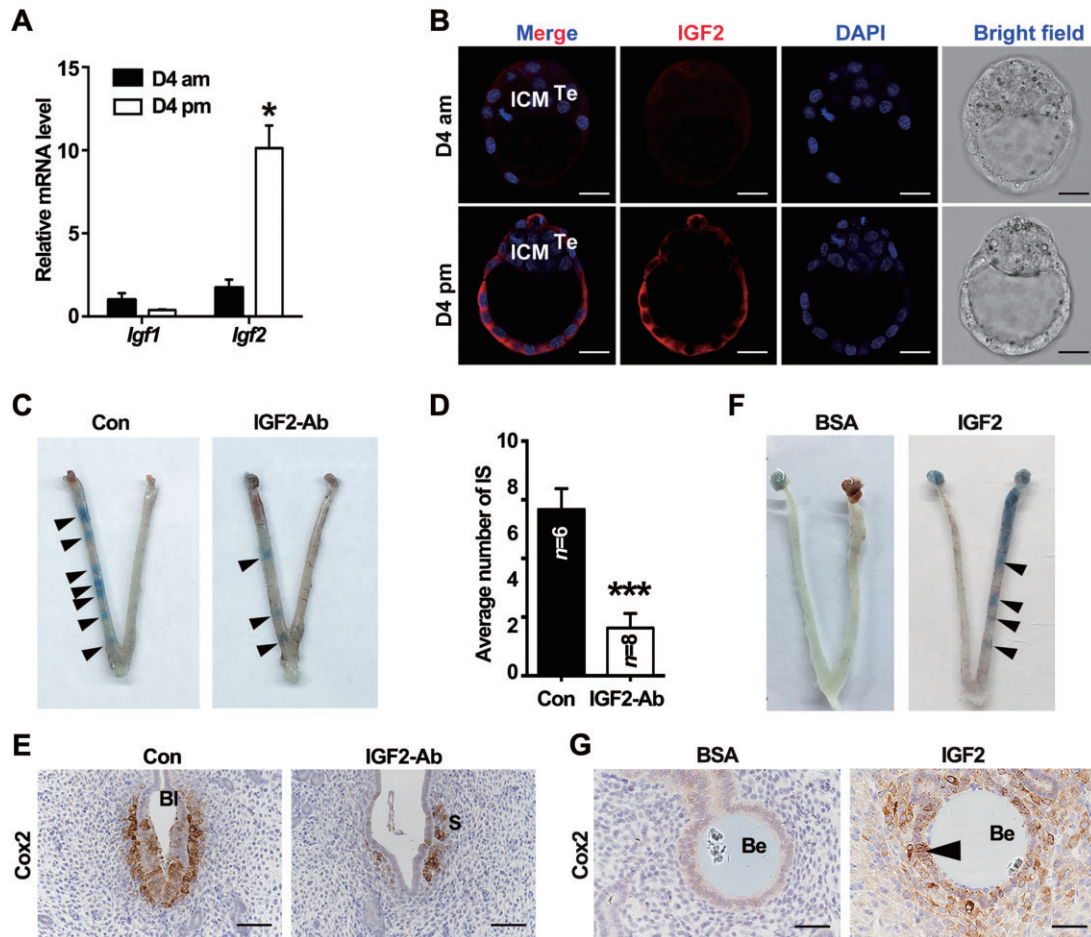 A
Relative mRNA level
15
10
5
0
D4 am
D4 pm
*
Igf1
Igf2
B
Merge
IGF2
DAPI
Bright field
D4 am
ICM
Te
D4 pm
ICM
Te
C
Con
IGF2-Ab
D
Average number of IS
10
8
6
4
2
0
n=6
***
n=8
Con
IGF2-Ab
F
BSA
IGF2
E
Con
IGF2-Ab
Cox2
Bl
S
G
BSA
IGF2
Cox2
Be
Be